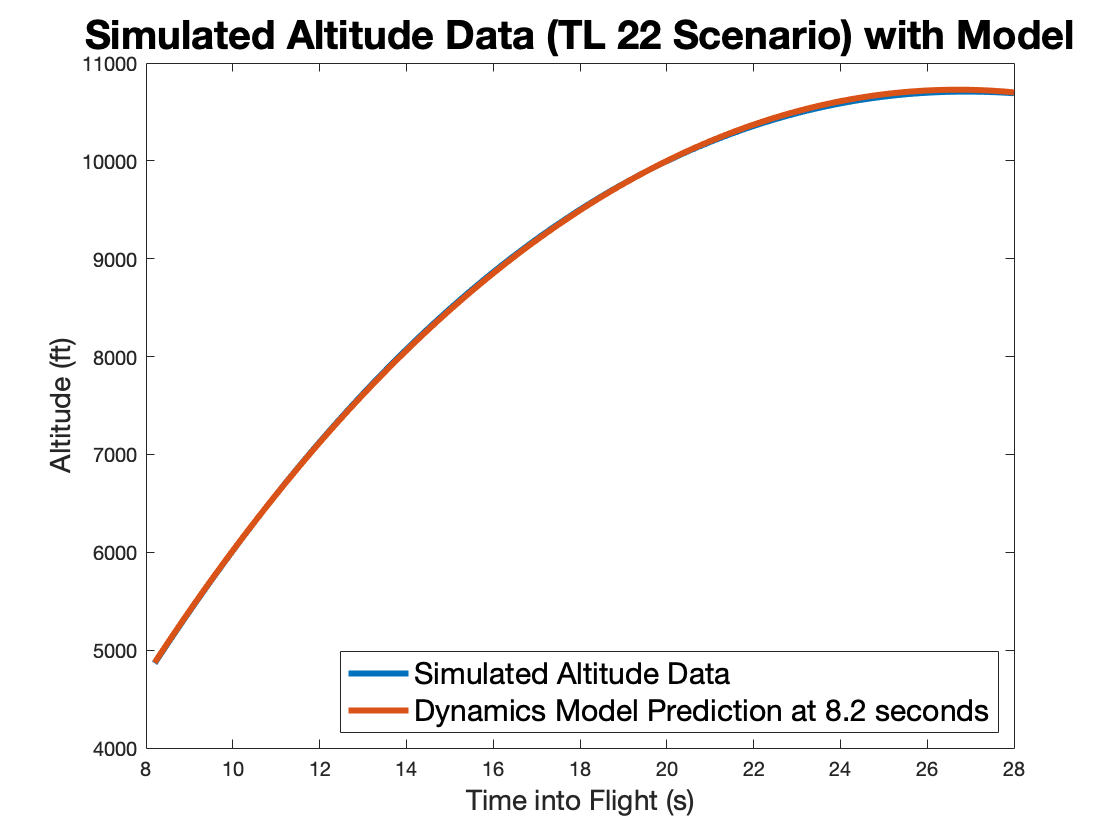 Simulated Altitude Data (TL 22 Scenario) with Model
11000
10000
9000
8000
7000
6000
5000
4000
Altitude (ft)
Simulated Altitude Data
Dynamics Model Prediction at 8.2 seconds
8 10 12 14 16 18 20 22 24 26 28
Time into Flight (s)